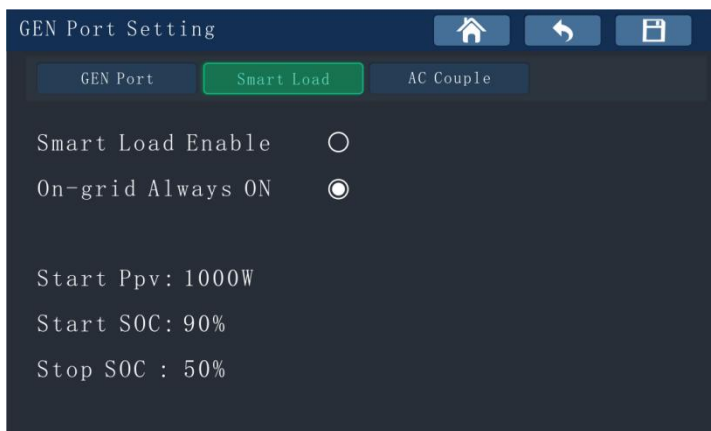 GEN Port Setting
GEN Port Smart Load AC Couple
Smart Load Enable
On-grid Always ON
Start Ppv: 1000W
Start SOC: 90%
Stop SOC : 50%